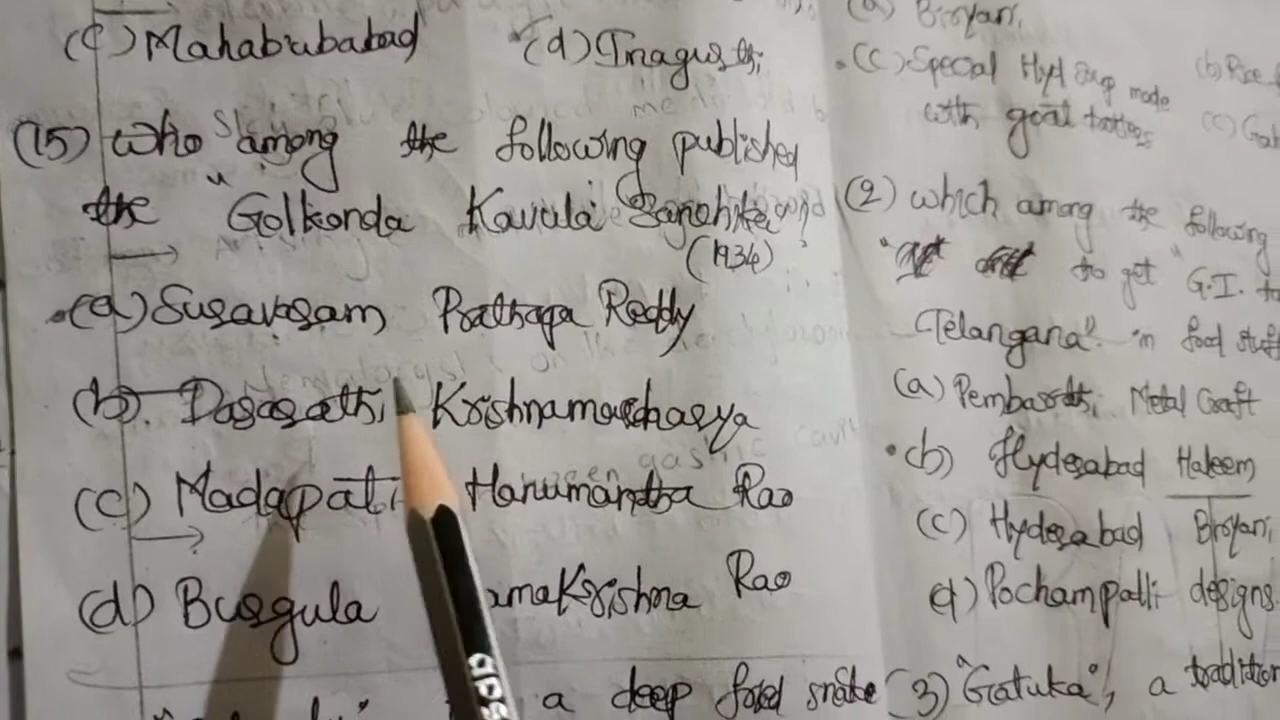 (c) Mahabubabad (d) Inagurthi
(15) who among the following published
the "Golkonda Kavula Sanchika"?
(1934)
(a) Suravaram Prathapa Reddy
(b). Dasarathi Krishnamacharya
(c) Madapati Hanumantha Rao
(d) Burgula amaKrishna Rao
a deep fried snake
(a) Biryani
(c) Special Hyd Soup made
with goat trotters
(b) Rice
(c)
(2) which among the following
to get "G.I. t
Telangana" in food stuff
(a) Pembarthi Metal Craft
(b) Hyderabad Haleem
(c) Hyderabad Biryani
d) Pochampalli designs.
(3) "Gatuka", a tradition